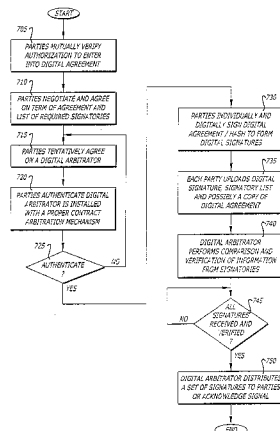 START
705
PARTIES MUTUALLY VERIFY
AUTHORIZATION TO ENTER
INTO DIGITAL AGREEMENT
710
PARTIES NEGOTIATE AND AGREE
ON TERM OF AGREEMENT AND
LIST OF REQUIRED SIGNATORIES
715
PARTIES TENTATIVELY AGREE
ON A DIGITAL ARBITRATOR
720
PARTIES AUTHENTICATE DIGITAL
ARBITRATOR IS INSTALLED
WITH A PROPER CONTRACT
ARBITRATION MECHANISM
725
AUTHENTICATE
?
NO
YES
730
PARTIES INDIVIDUALLY AND
DIGITALLY SIGN DIGITAL
AGREEMENT / HASH TO FORM
DIGITAL SIGNATURES
735
EACH PARTY UPLOADS DIGITAL
SIGNATURE, SIGNATORY LIST
AND POSSIBLY A COPY OF
DIGITAL AGREEMENT
740
DIGITAL ARBITRATOR
PERFORMS COMPARISON AND
VERIFICATION OF INFORMATION
FROM SIGNATORIES
745
ALL
SIGNATURES
RECEIVED AND
VERIFIED
?
NO
YES
750
DIGITAL ARBITRATOR DISTRIBUTES
A SET OF SIGNATURES TO PARTIES
OR ACKNOWLEDGE SIGNAL
END